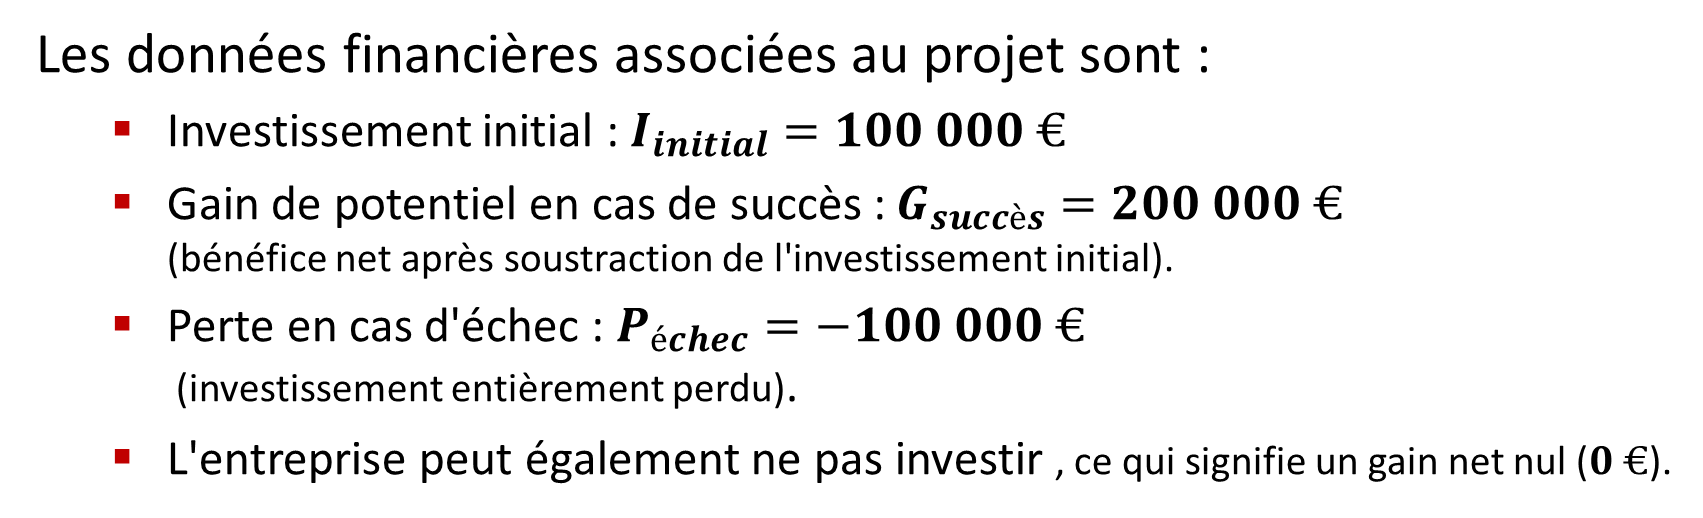 Les données financières associées au projet sont :
▪ Investissement initial : I_initial = 100 000 €
▪ Gain de potentiel en cas de succès : G_succès = 200 000 €
(bénéfice net après soustraction de l'investissement initial).
▪ Perte en cas d'échec : P_échec = −100 000 €
(investissement entièrement perdu).
▪ L'entreprise peut également ne pas investir , ce qui signifie un gain net nul (0 €).